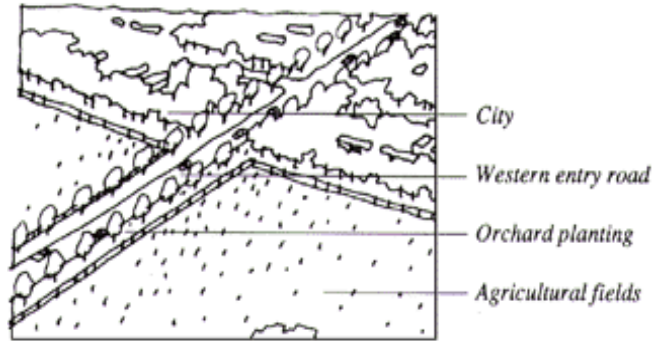 City
Western entry road
Orchard planting
Agricultural fields